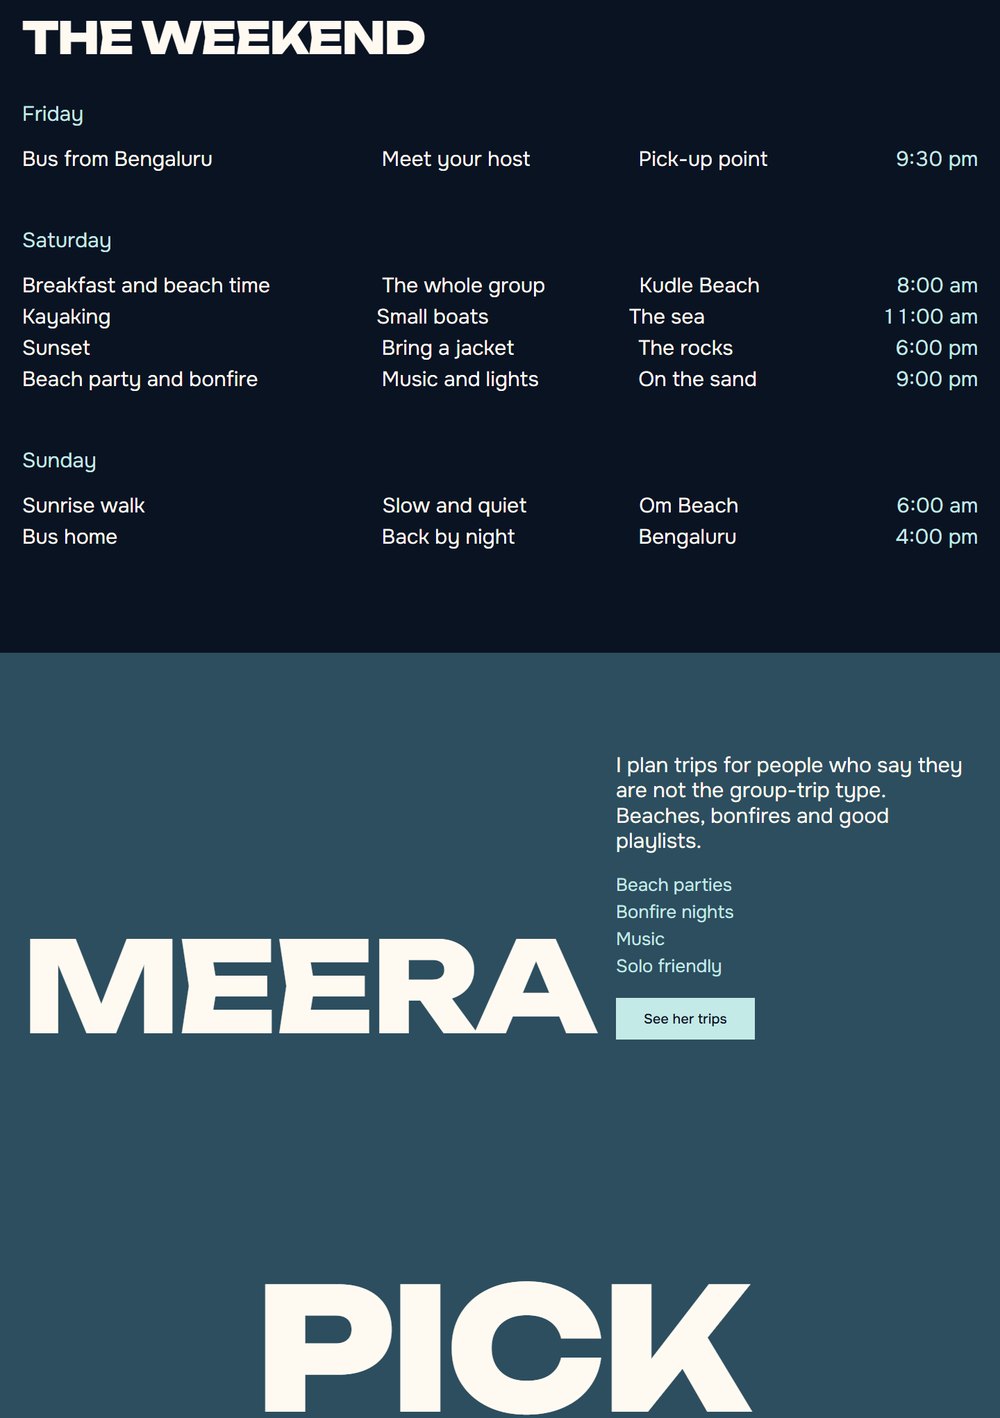 THE WEEKEND
Friday
Bus from Bengaluru Meet your host Pick-up point 9:30 pm
Saturday
Breakfast and beach time The whole group Kudle Beach 8:00 am
Kayaking Small boats The sea 11:00 am
Sunset Bring a jacket The rocks 6:00 pm
Beach party and bonfire Music and lights On the sand 9:00 pm
Sunday
Sunrise walk Slow and quiet Om Beach 6:00 am
Bus home Back by night Bengaluru 4:00 pm
MEERA
I plan trips for people who say they
are not the group-trip type.
Beaches, bonfires and good
playlists.
Beach parties
Bonfire nights
Music
Solo friendly
See her trips
PICK